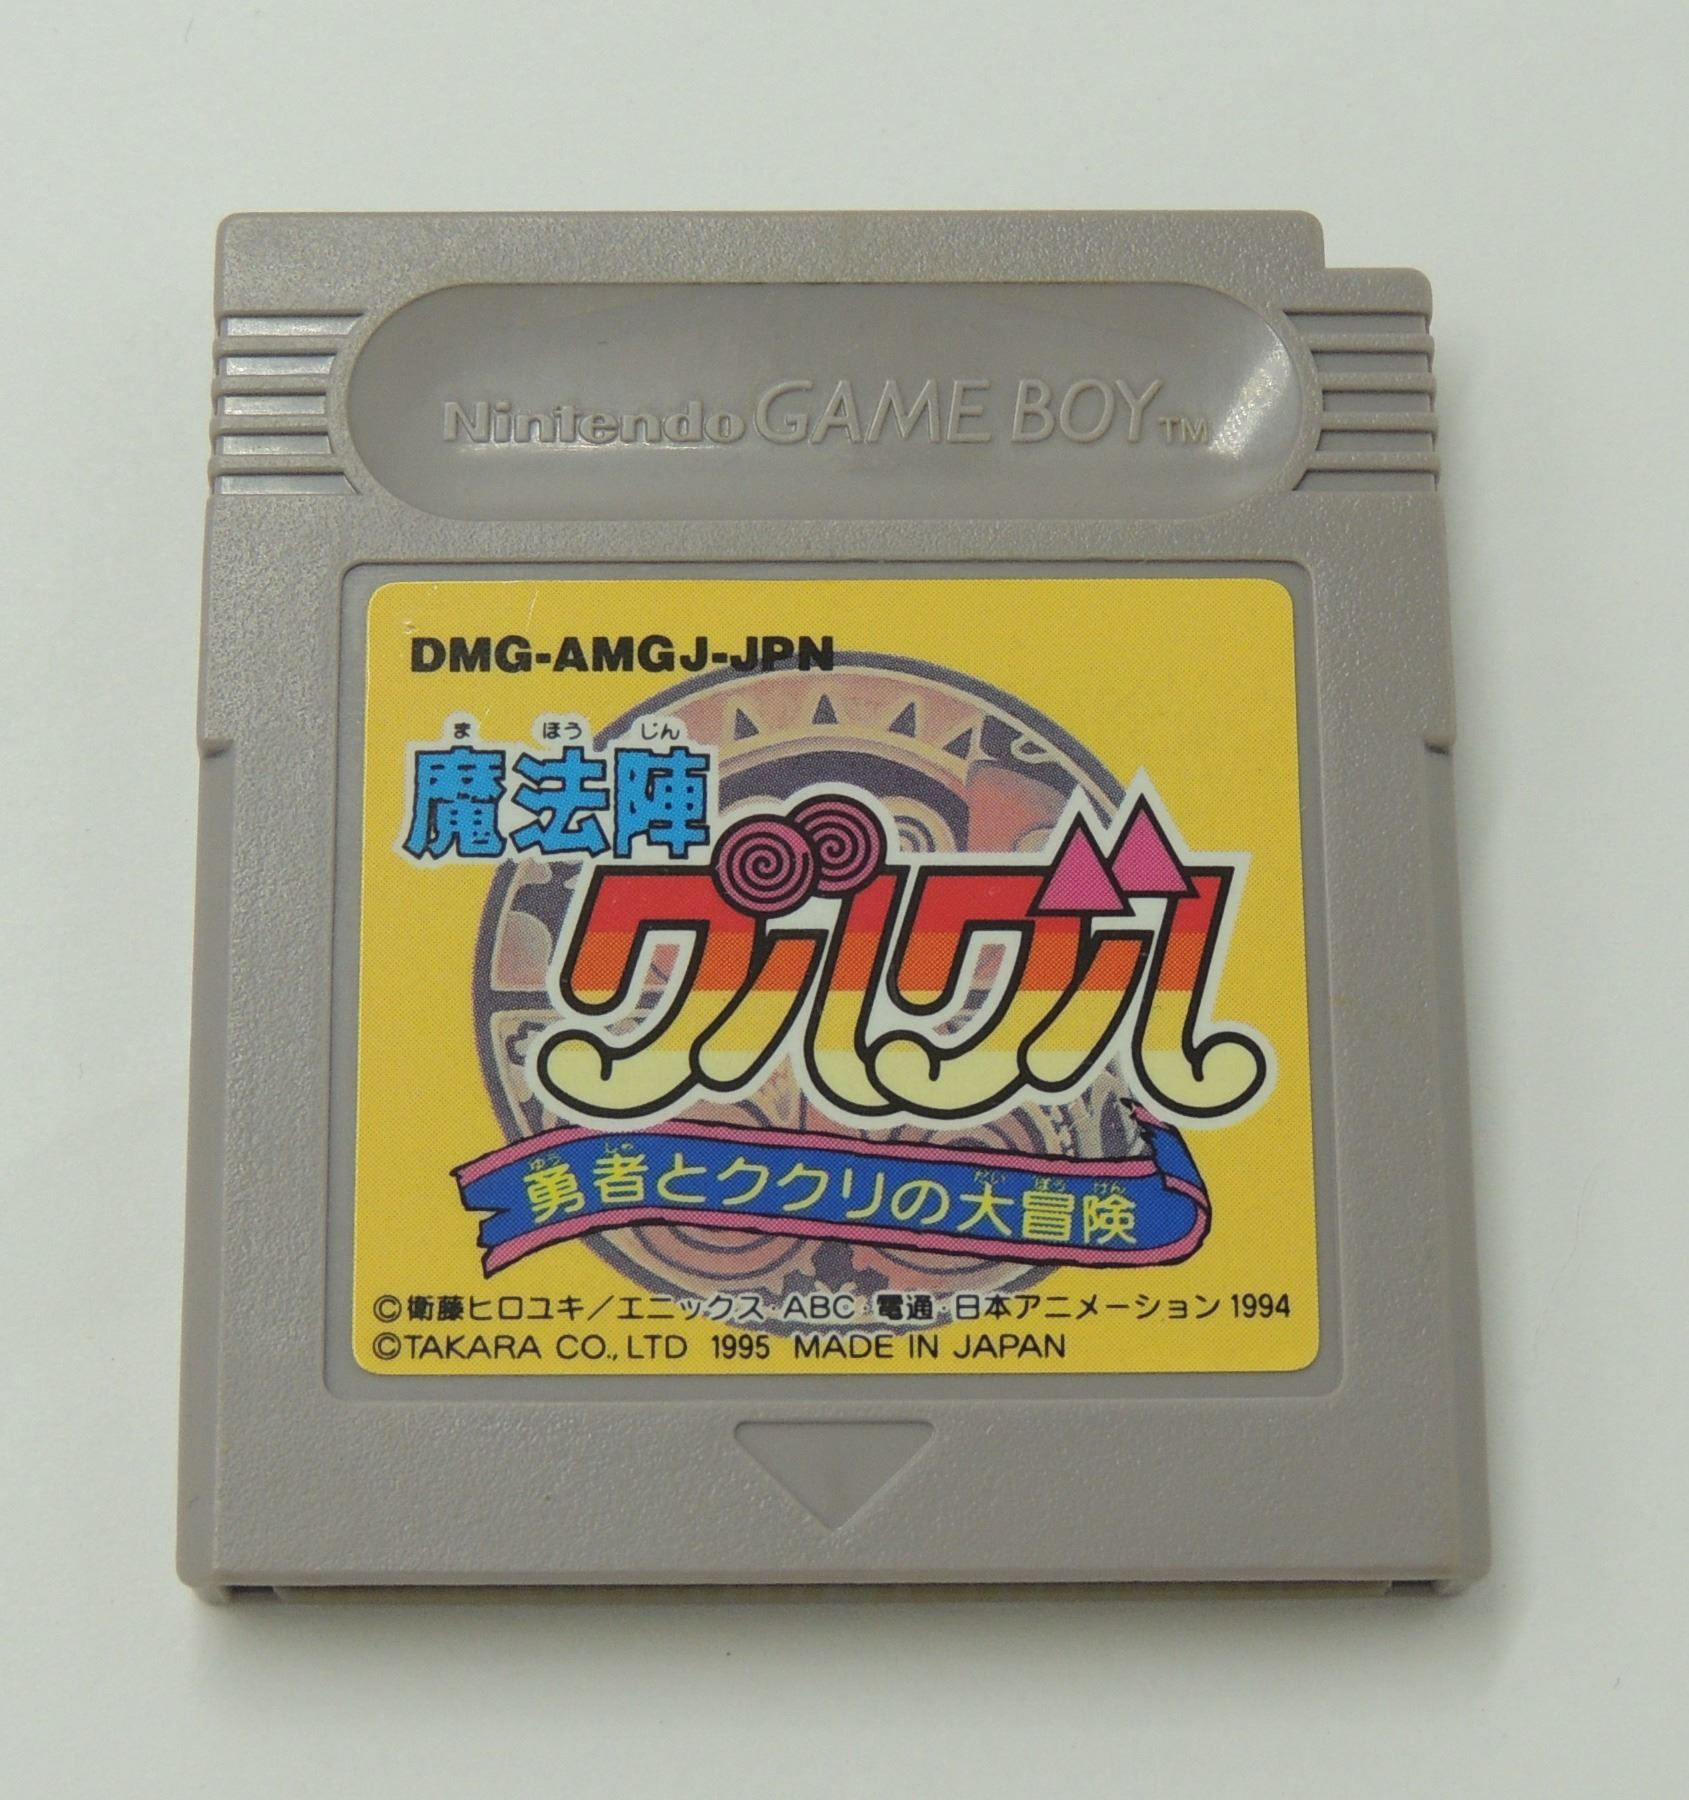 Nintendo GAME BOY TM
DMG-AMGJ-JPN
ま ほう じん
魔法陣
グルグル
ゆう しゃ だい ぼう けん
勇者とククリの大冒険
©衛藤ヒロユキ/エニックス・ABC・電通・日本アニメーション 1994
©TAKARA CO., LTD 1995 MADE IN JAPAN